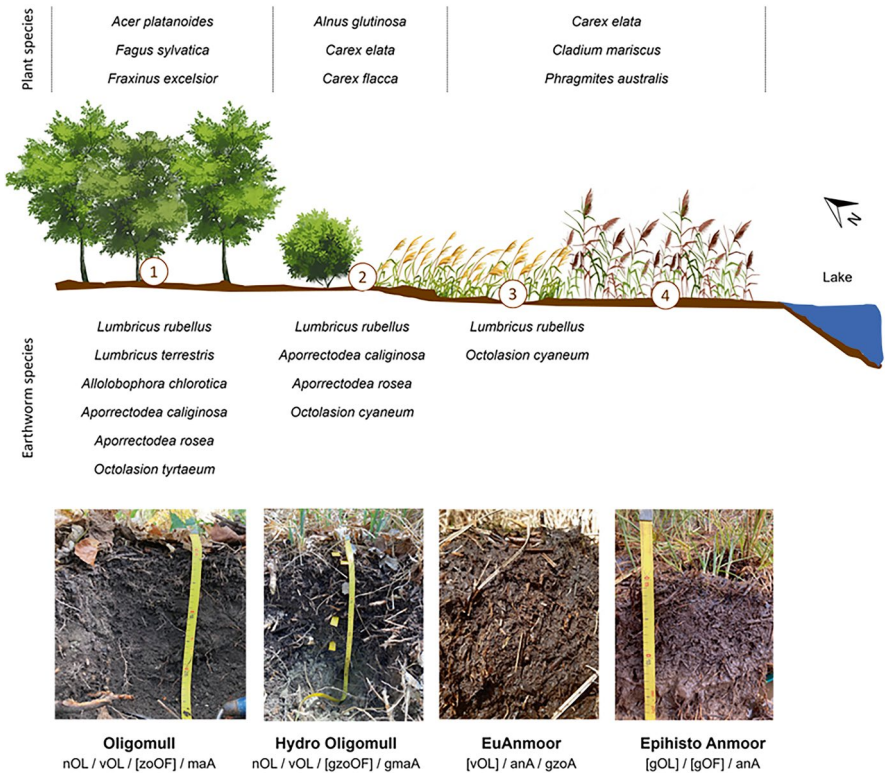 Plant species
Acer platanoides
Fagus sylvatica
Fraxinus excelsior
Alnus glutinosa
Carex elata
Carex flacca
Carex elata
Cladium mariscus
Phragmites australis
N
Lake
1
2
3
4
Earthworm species
Lumbricus rubellus
Lumbricus terrestris
Allolobophora chlorotica
Aporrectodea caliginosa
Aporrectodea rosea
Octolasion tyrtaeum
Lumbricus rubellus
Aporrectodea caliginosa
Aporrectodea rosea
Octolasion cyaneum
Lumbricus rubellus
Octolasion cyaneum
Oligomull
nOL / vOL / [zoOF] / maA
Hydro Oligomull
nOL / vOL / [gzoOF] / gmaA
EuAnmoor
[vOL] / anA / gzoA
Epihisto Anmoor
[gOL] / [gOF] / anA